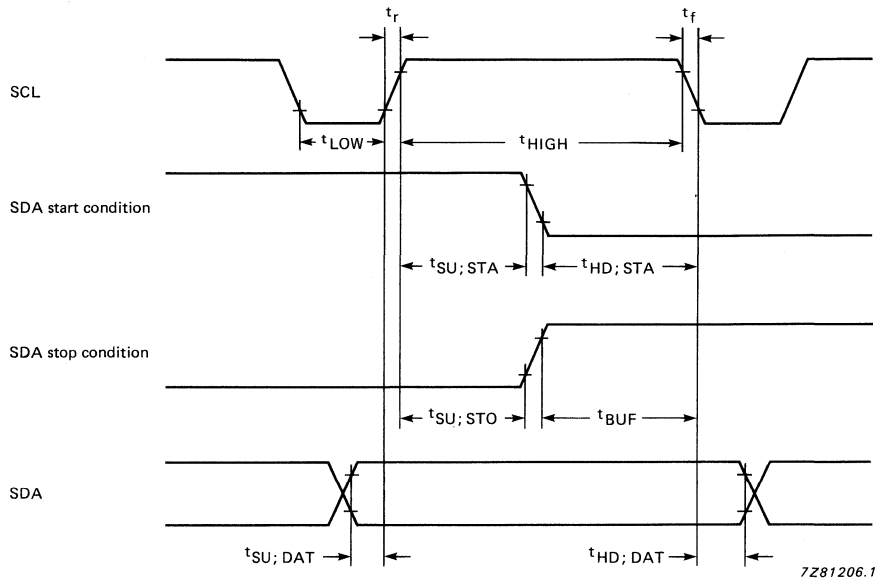 tr
tf
SCL
tLOW
tHIGH
SDA start condition
tSU; STA
tHD; STA
SDA stop condition
tSU; STO
tBUF
SDA
tSU; DAT
tHD; DAT
7Z81206.1